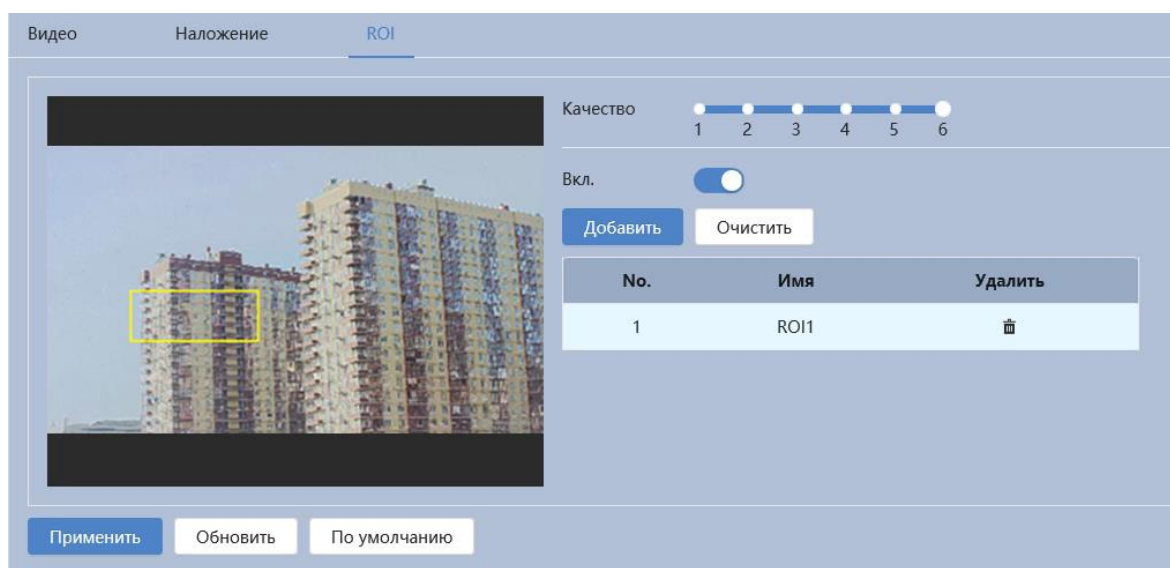 Видео Наложение ROI
Качество
1 2 3 4 5 6
Вкл.
Добавить Очистить
No. Имя Удалить
1 ROI1
Применить Обновить По умолчанию